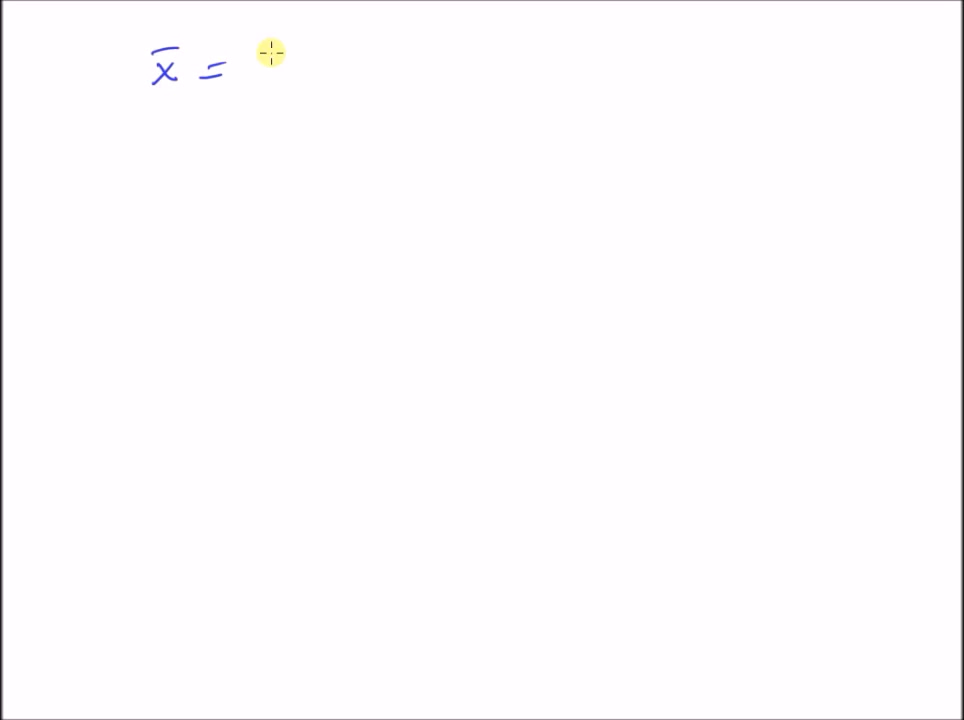 x̄ =